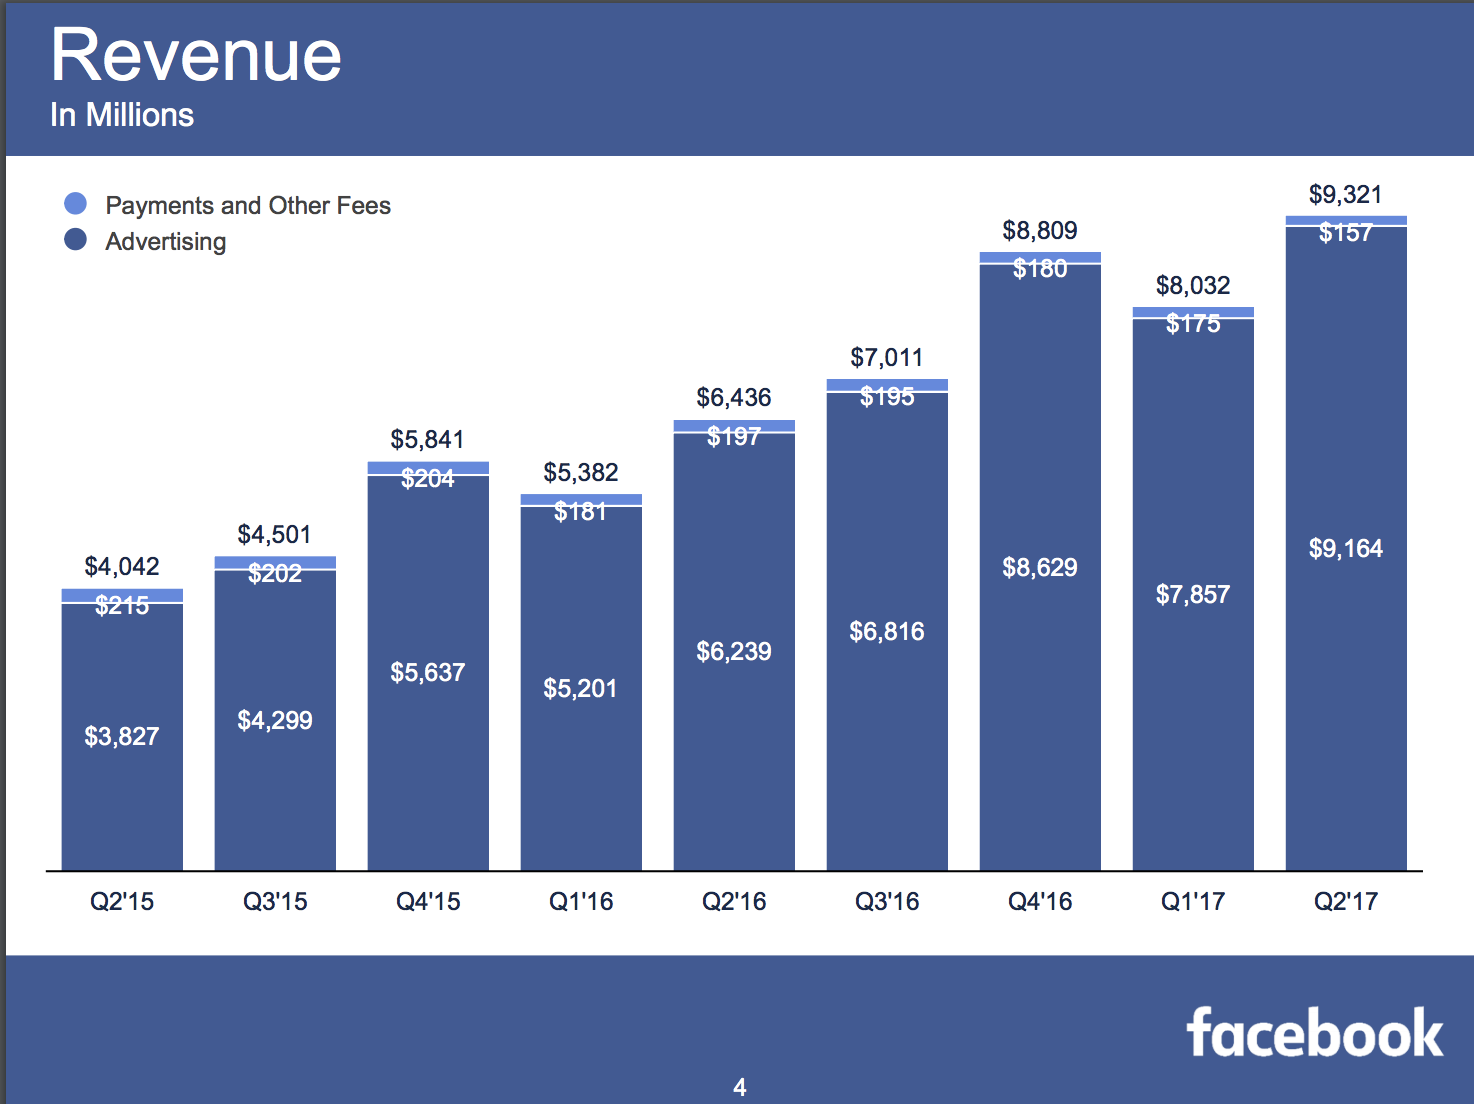 Revenue
In Millions
Payments and Other Fees
Advertising
$4,042
$215
$3,827
$4,501
$202
$4,299
$5,841
$204
$5,637
$5,382
$181
$5,201
$6,436
$197
$6,239
$7,011
$195
$6,816
$8,809
$180
$8,629
$8,032
$175
$7,857
$9,321
$157
$9,164
Q2'15
Q3'15
Q4'15
Q1'16
Q2'16
Q3'16
Q4'16
Q1'17
Q2'17
facebook
4